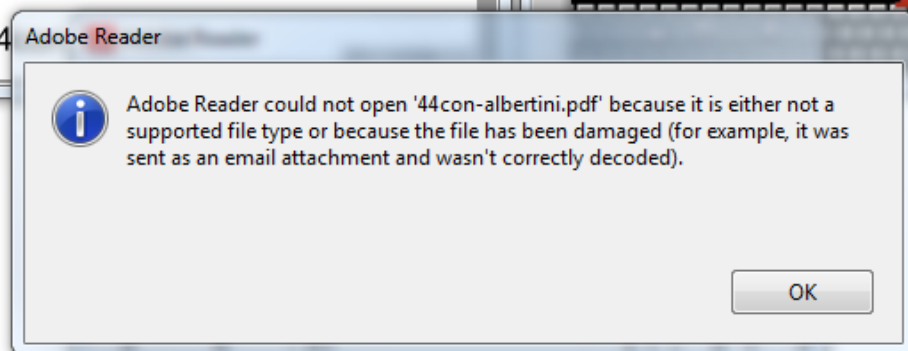 4
Adobe Reader
Adobe Reader could not open '44con-albertini.pdf' because it is either not a
supported file type or because the file has been damaged (for example, it was
sent as an email attachment and wasn't correctly decoded).
OK